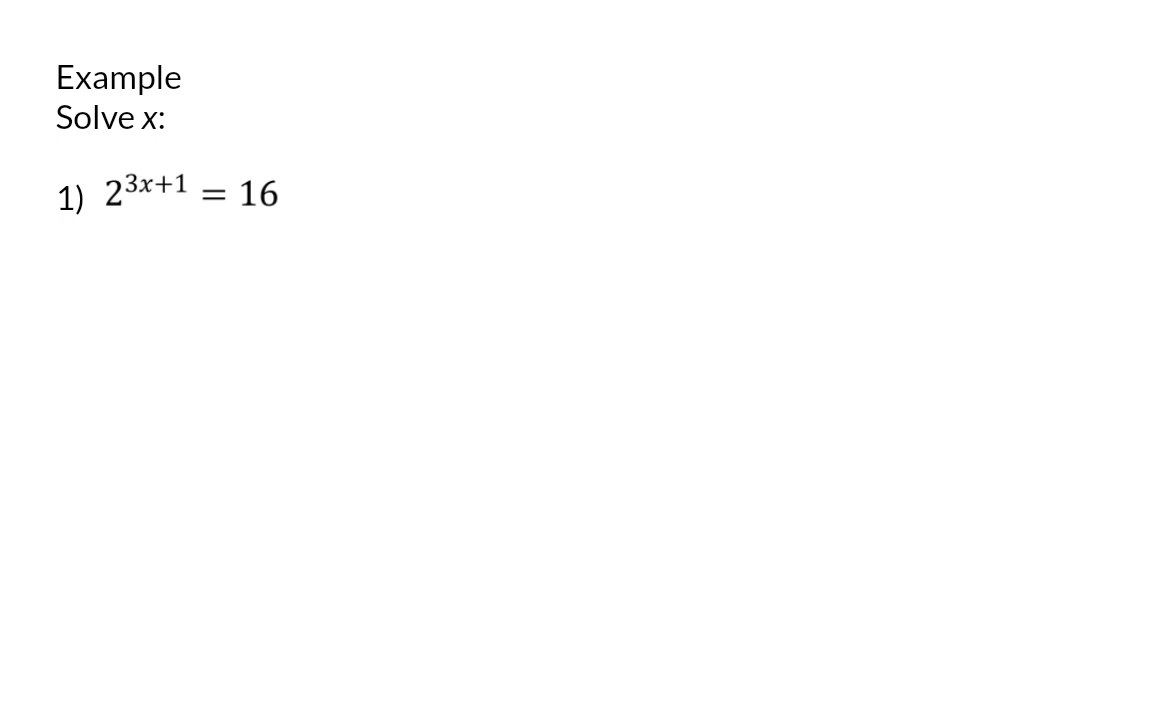 Example
Solve x:
1) 2^{3x+1} = 16